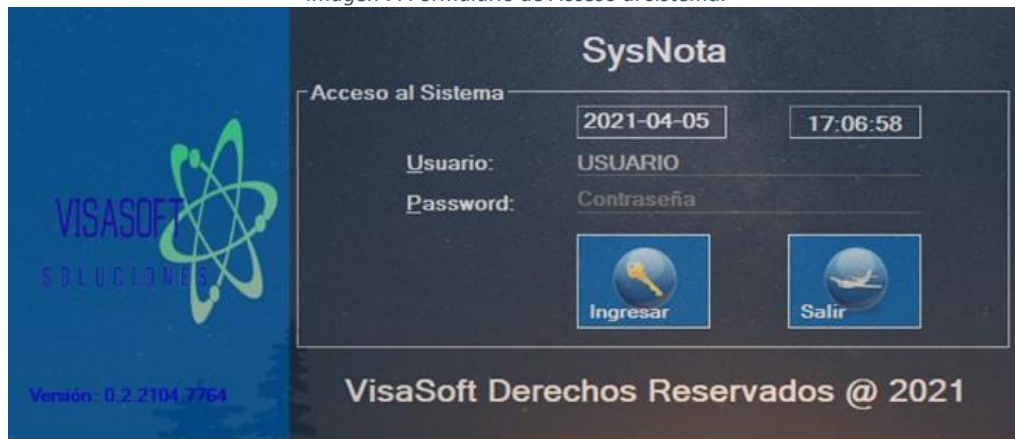 SysNota
Acceso al Sistema
2021-04-05 17:06:58
Usuario: USUARIO
Password: Contraseña
Ingresar Salir
VISASOFT
SOLUCIONES
Versión: 0.2.2104.7764
VisaSoft Derechos Reservados @ 2021